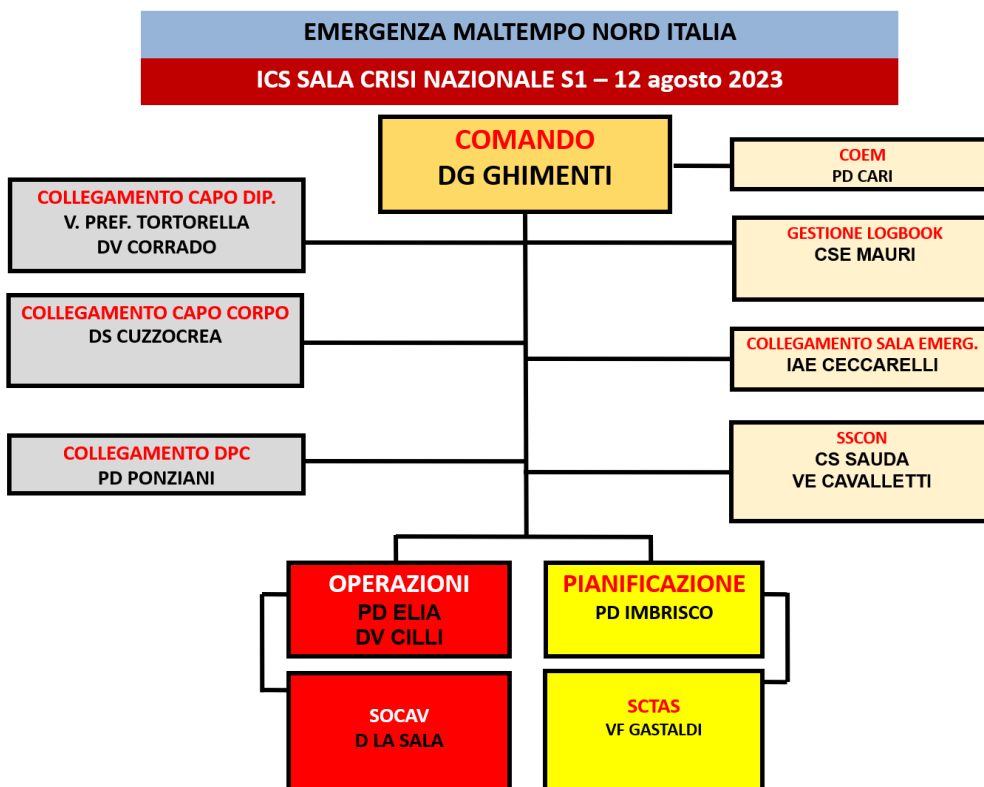 EMERGENZA MALTEMPO NORD ITALIA
ICS SALA CRISI NAZIONALE S1 – 12 agosto 2023
COMANDO
DG GHIMENTI
COEM
PD CARI
COLLEGAMENTO CAPO DIP.
V. PREF. TORTORELLA
DV CORRADO
GESTIONE LOGBOOK
CSE MAURI
COLLEGAMENTO CAPO CORPO
DS CUZZOCREA
COLLEGAMENTO SALA EMERG.
IAE CECCARELLI
COLLEGAMENTO DPC
PD PONZIANI
SSCON
CS SAUDA
VE CAVALLETTI
OPERAZIONI
PD ELIA
DV CILLI
PIANIFICAZIONE
PD IMBRISCO
SOCAV
D LA SALA
SCTAS
VF GASTALDI